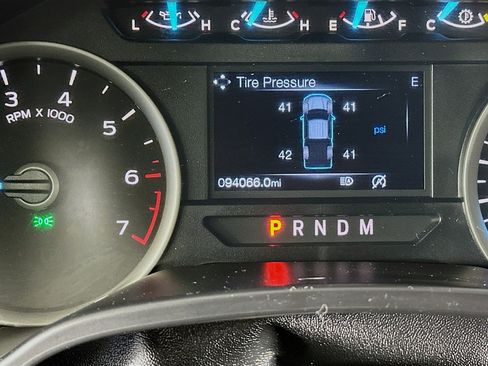 L H C H E F C
Tire Pressure E
41 41
psi
42 41
094066.0mi
3 4 5 6 7
RPM X 1000
P R N D M